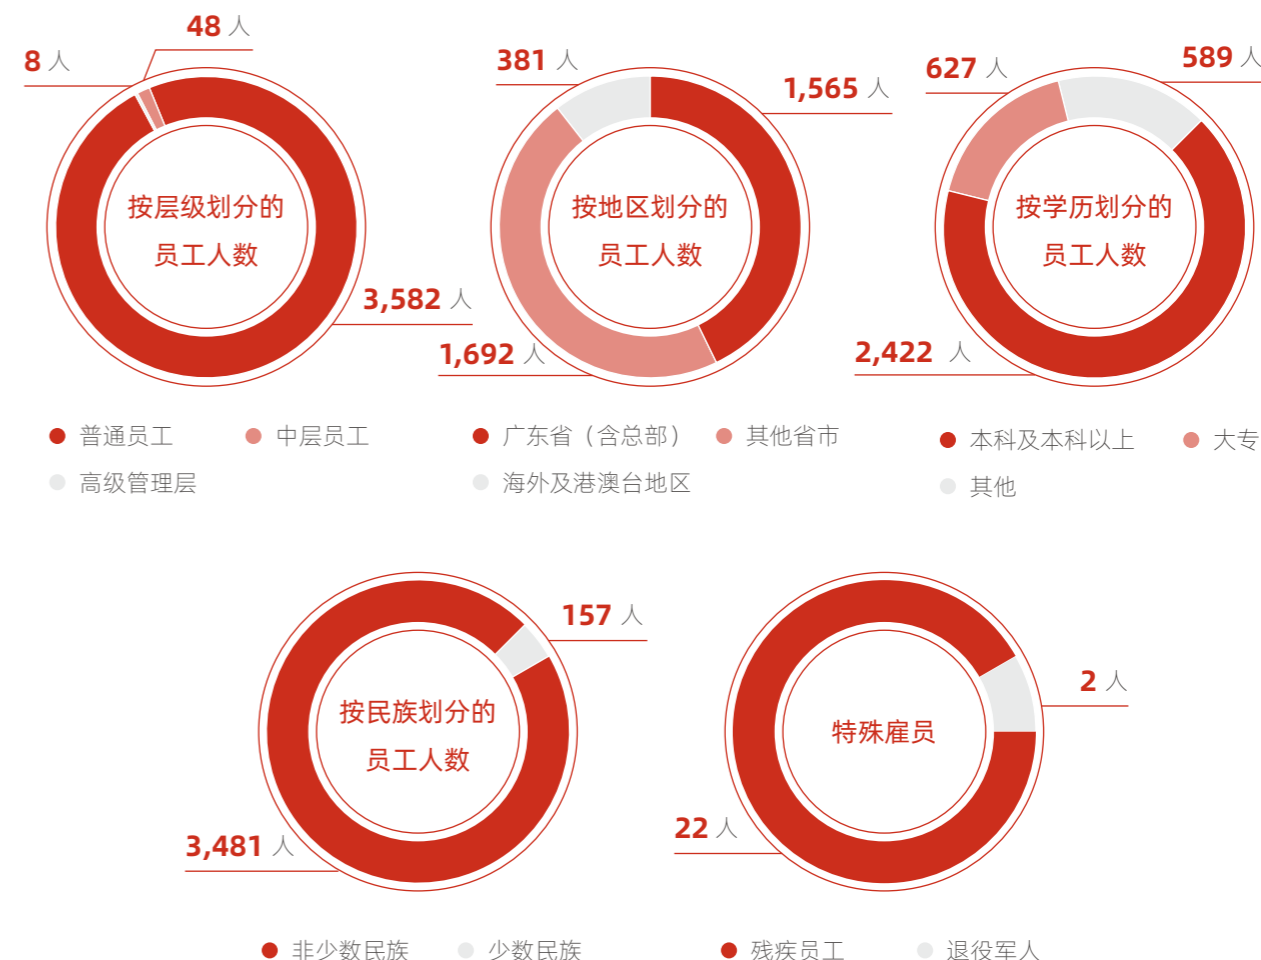 8 人
48 人
按层级划分的
员工人数
3,582 人
普通员工
中层员工
高级管理层
381 人
1,565 人
按地区划分的
员工人数
1,692 人
广东省（含总部）
其他省市
海外及港澳台地区
627 人
589 人
按学历划分的
员工人数
2,422 人
本科及本科以上
大专
其他
157 人
按民族划分的
员工人数
3,481 人
非少数民族
少数民族
2 人
特殊雇员
22 人
残疾员工
退役军人